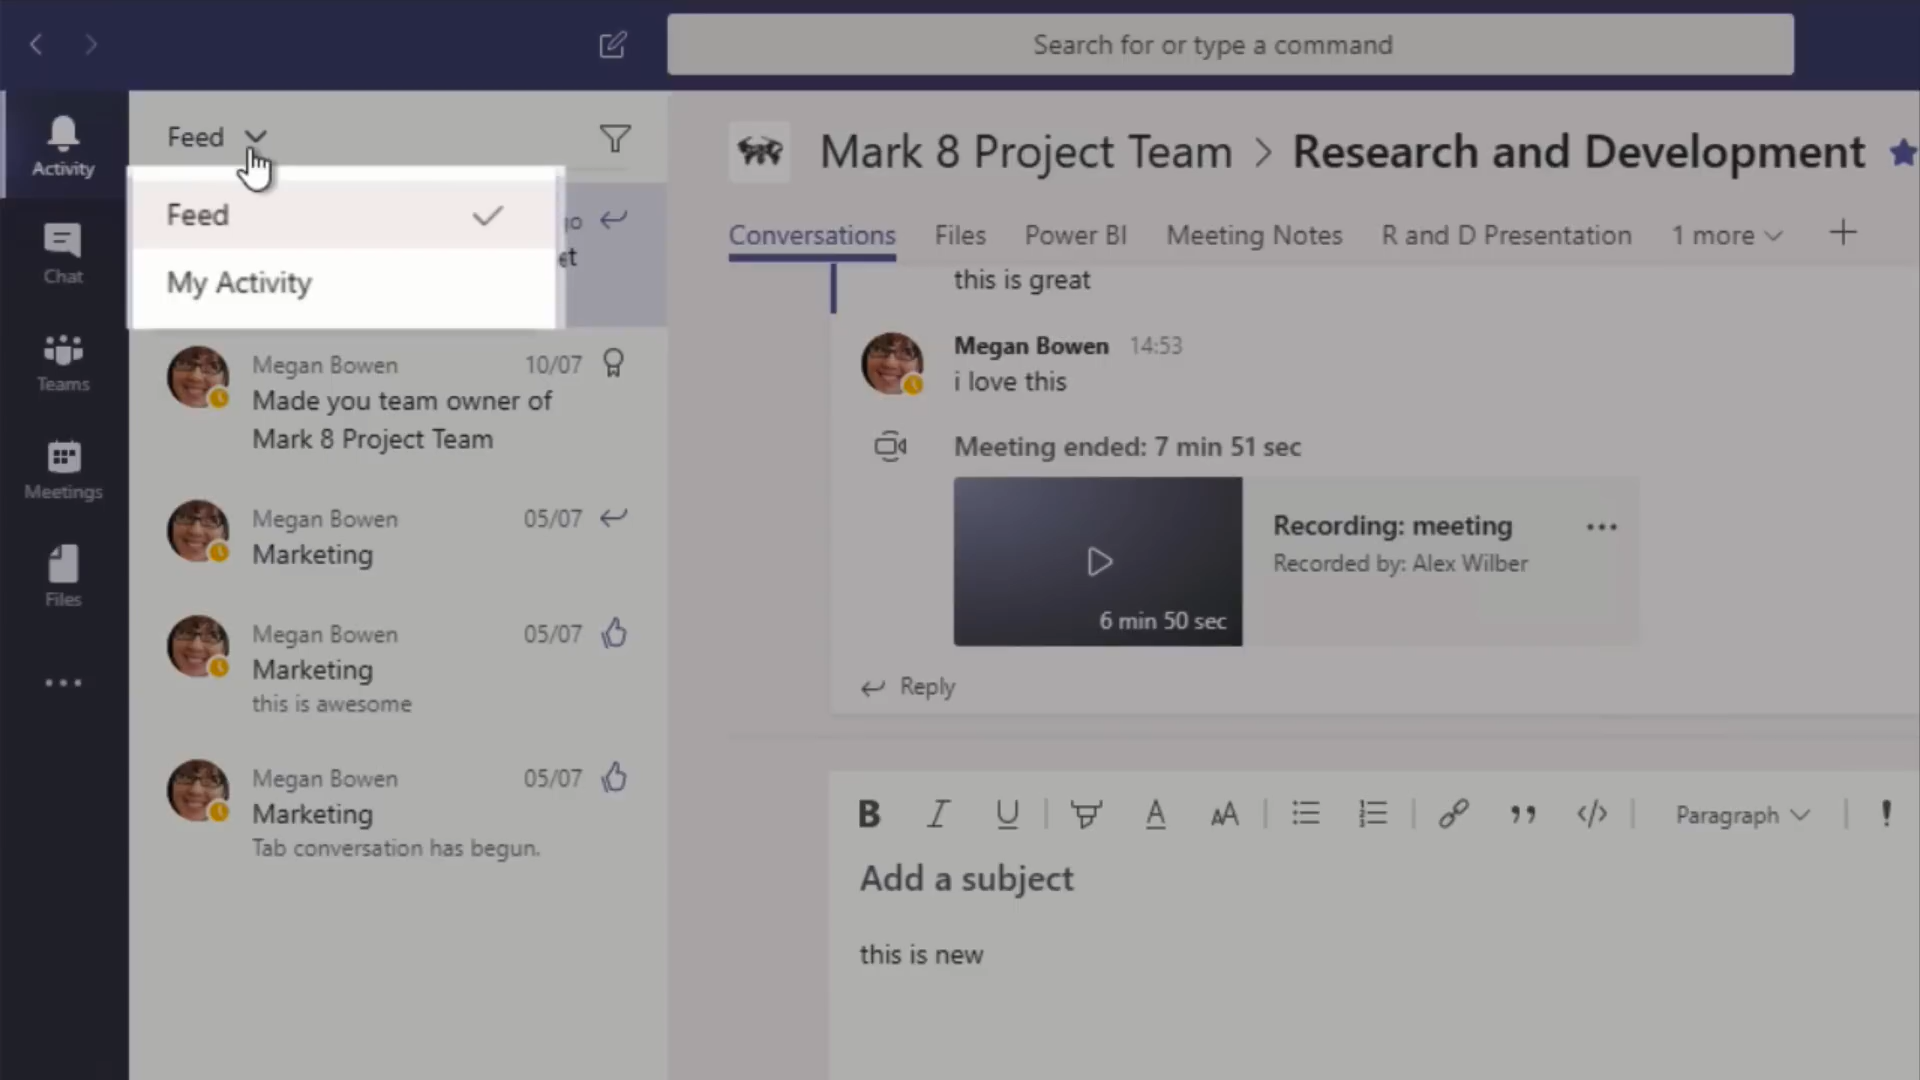 Search for or type a command
Activity
Chat
Teams
Meetings
Files
Feed
Feed
My Activity
Megan Bowen 10/07
Made you team owner of
Mark 8 Project Team
Megan Bowen 05/07
Marketing
Megan Bowen 05/07
Marketing
this is awesome
Megan Bowen 05/07
Marketing
Tab conversation has begun.
Mark 8 Project Team > Research and Development
Conversations Files Power BI Meeting Notes R and D Presentation 1 more
this is great
Megan Bowen 14:53
i love this
Meeting ended: 7 min 51 sec
6 min 50 sec
Recording: meeting
Recorded by: Alex Wilber
Reply
Paragraph
Add a subject
this is new